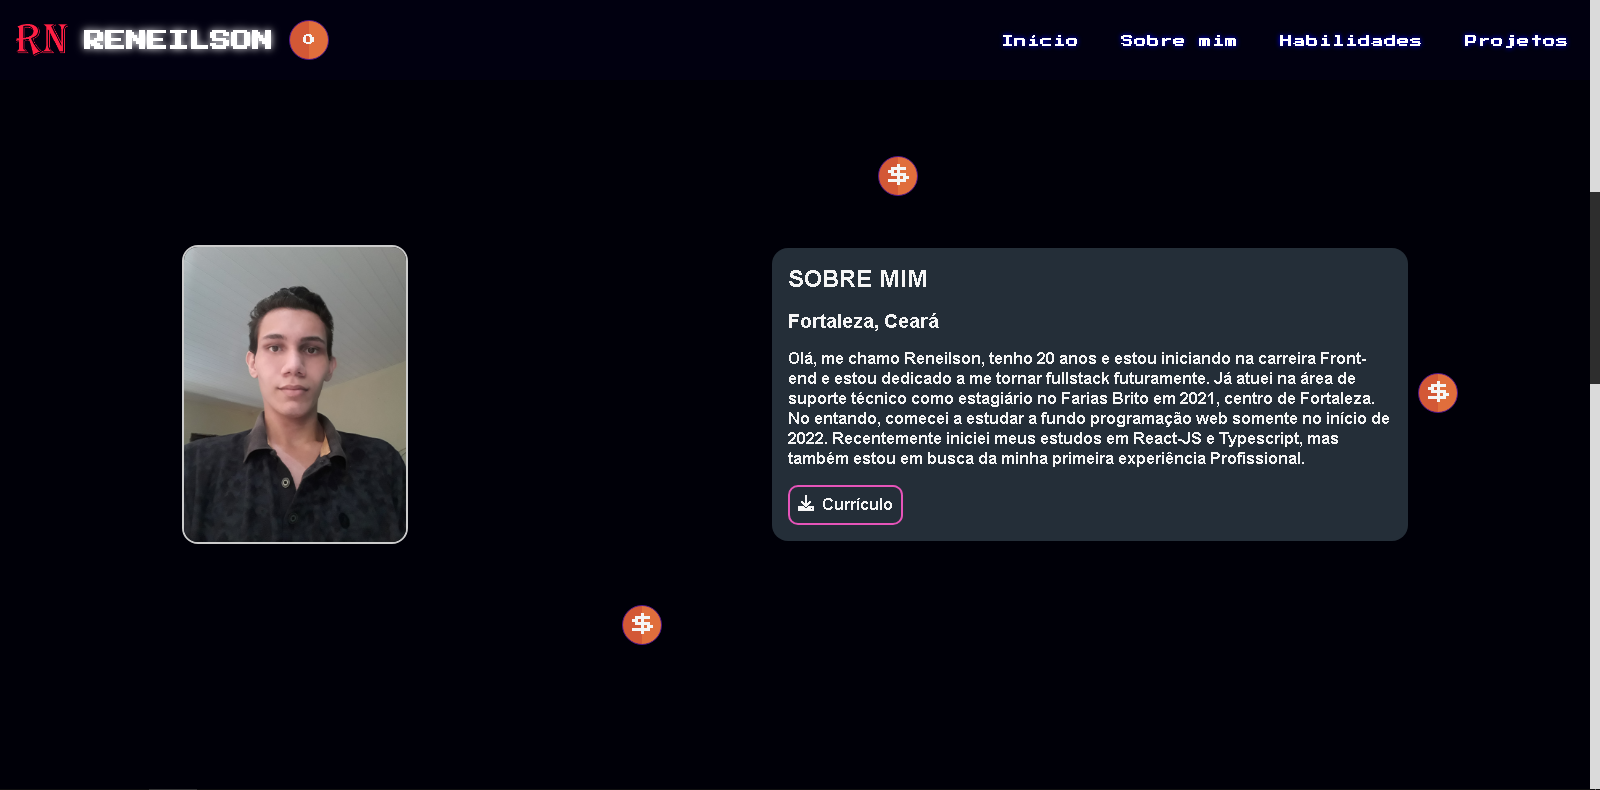 RN RENEILSON 0 Início Sobre mim Habilidades Projetos
$
SOBRE MIM
Fortaleza, Ceará
Olá, me chamo Reneilson, tenho 20 anos e estou iniciando na carreira Front-
end e estou dedicado a me tornar fullstack futuramente. Já atuei na área de
suporte técnico como estagiário no Farias Brito em 2021, centro de Fortaleza.
No entando, comecei a estudar a fundo programação web somente no início de
2022. Recentemente iniciei meus estudos em React-JS e Typescript, mas
também estou em busca da minha primeira experiência Profissional.
$
Currículo
$